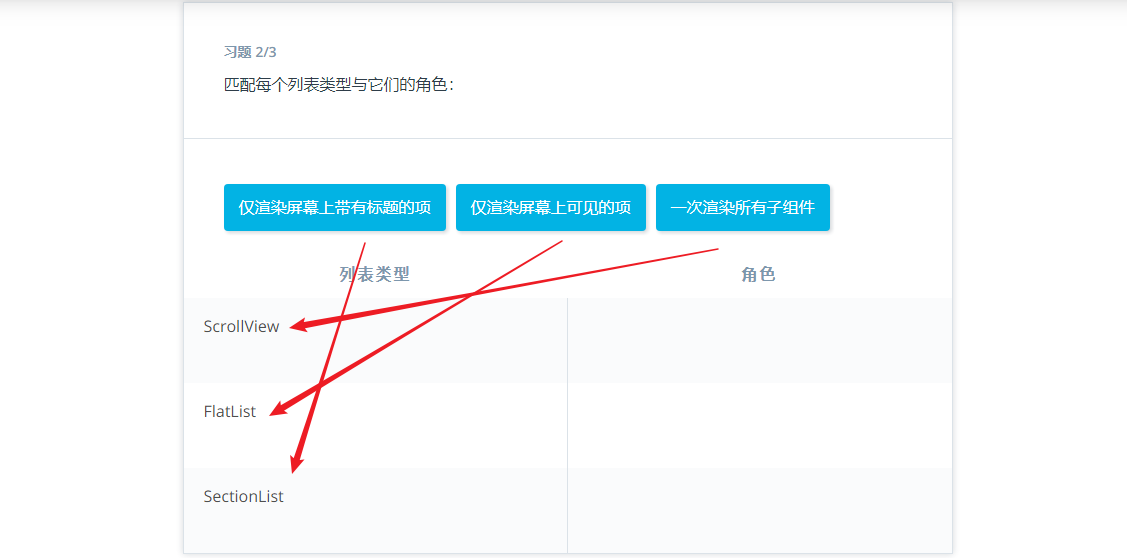 习题 2/3
匹配每个列表类型与它们的角色：
仅渲染屏幕上带有标题的项 仅渲染屏幕上可见的项 一次渲染所有子组件
列表类型 角色
ScrollView
FlatList
SectionList